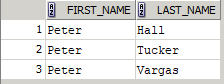 FIRST_NAME LAST_NAME
1 Peter Hall
2 Peter Tucker
3 Peter Vargas